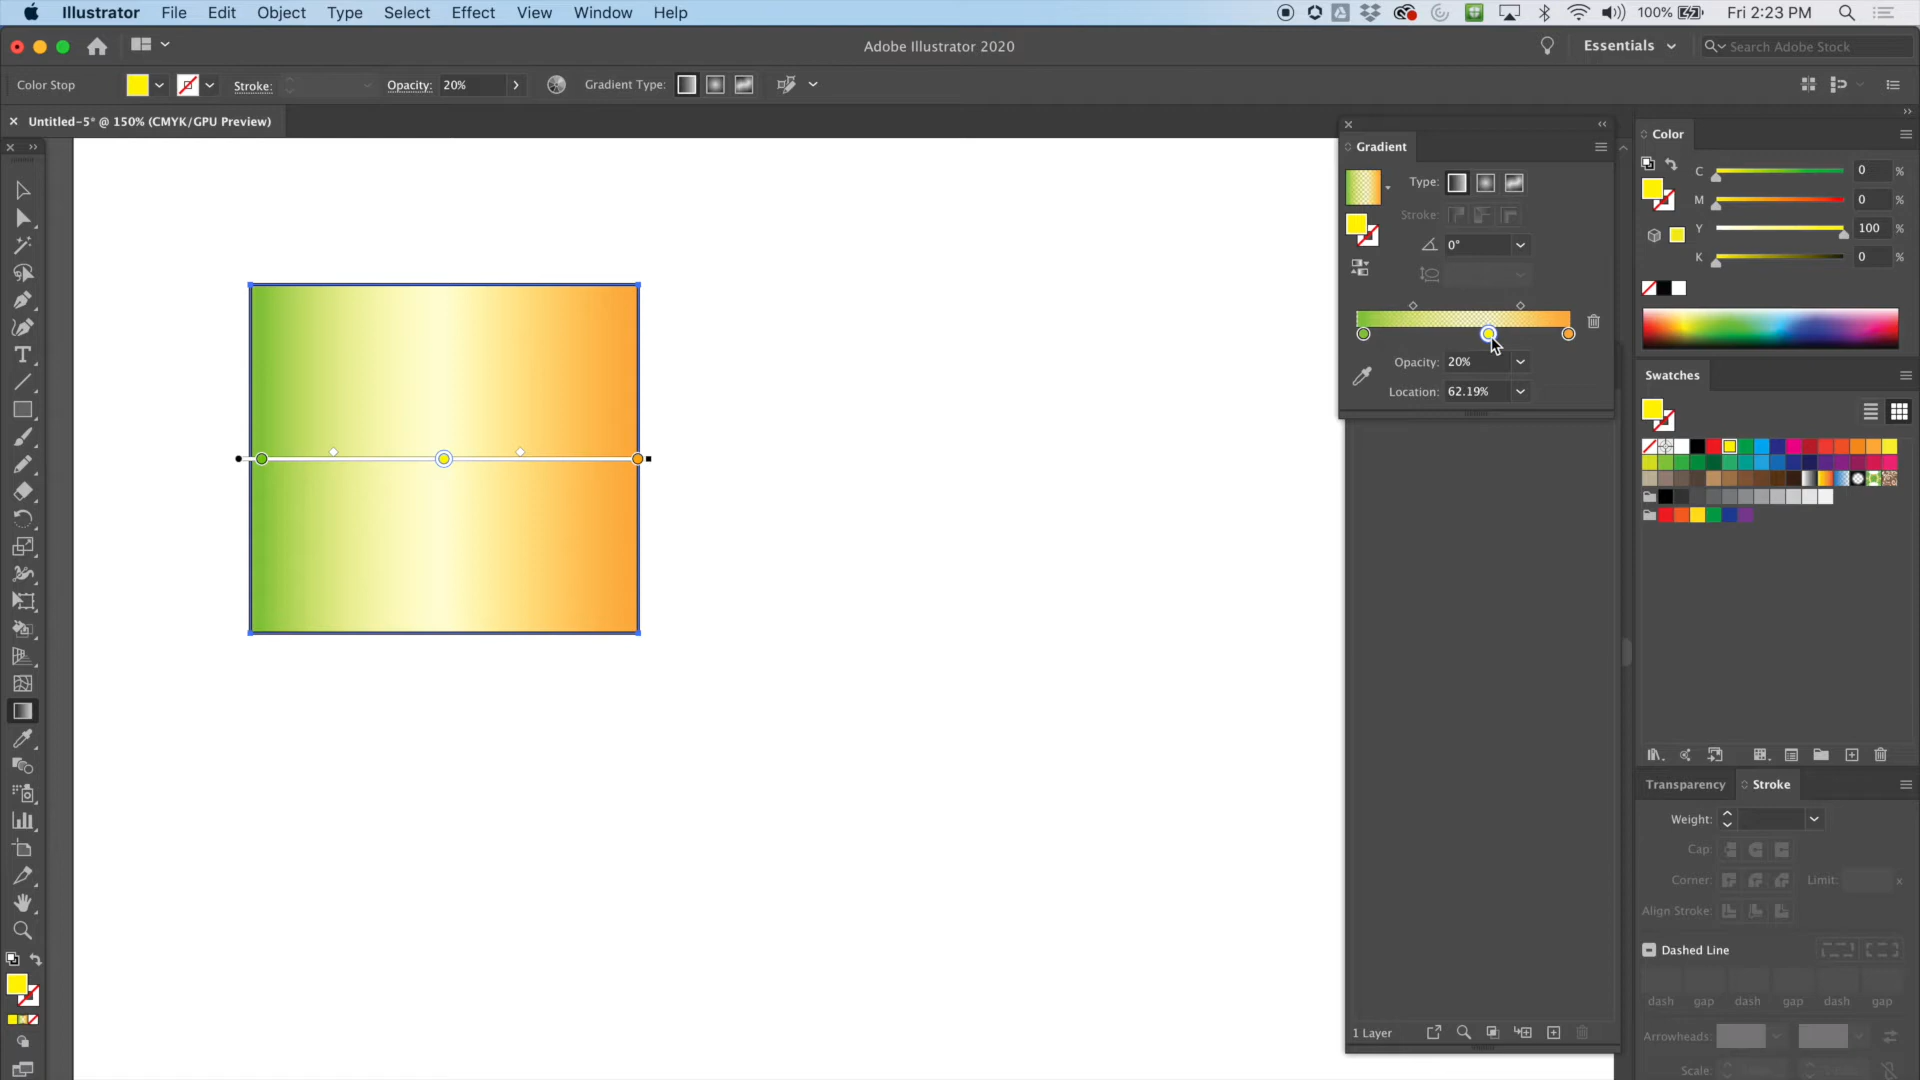 Illustrator File Edit Object Type Select Effect View Window Help 100% Fri 2:23 PM
Adobe Illustrator 2020 Essentials Search Adobe Stock
Color Stop Stroke: Opacity: 20% Gradient Type:
Untitled-5* @ 150% (CMYK/GPU Preview)
Gradient
Type:
Stroke:
0°
Opacity: 20%
Location: 62.19%
1 Layer
Color
C 0 %
M 0 %
Y 100 %
K 0 %
Swatches
Transparency Stroke
Weight:
Cap:
Corner: Limit: x
Align Stroke:
Dashed Line
dash gap dash gap dash gap
Arrowheads:
Scale: